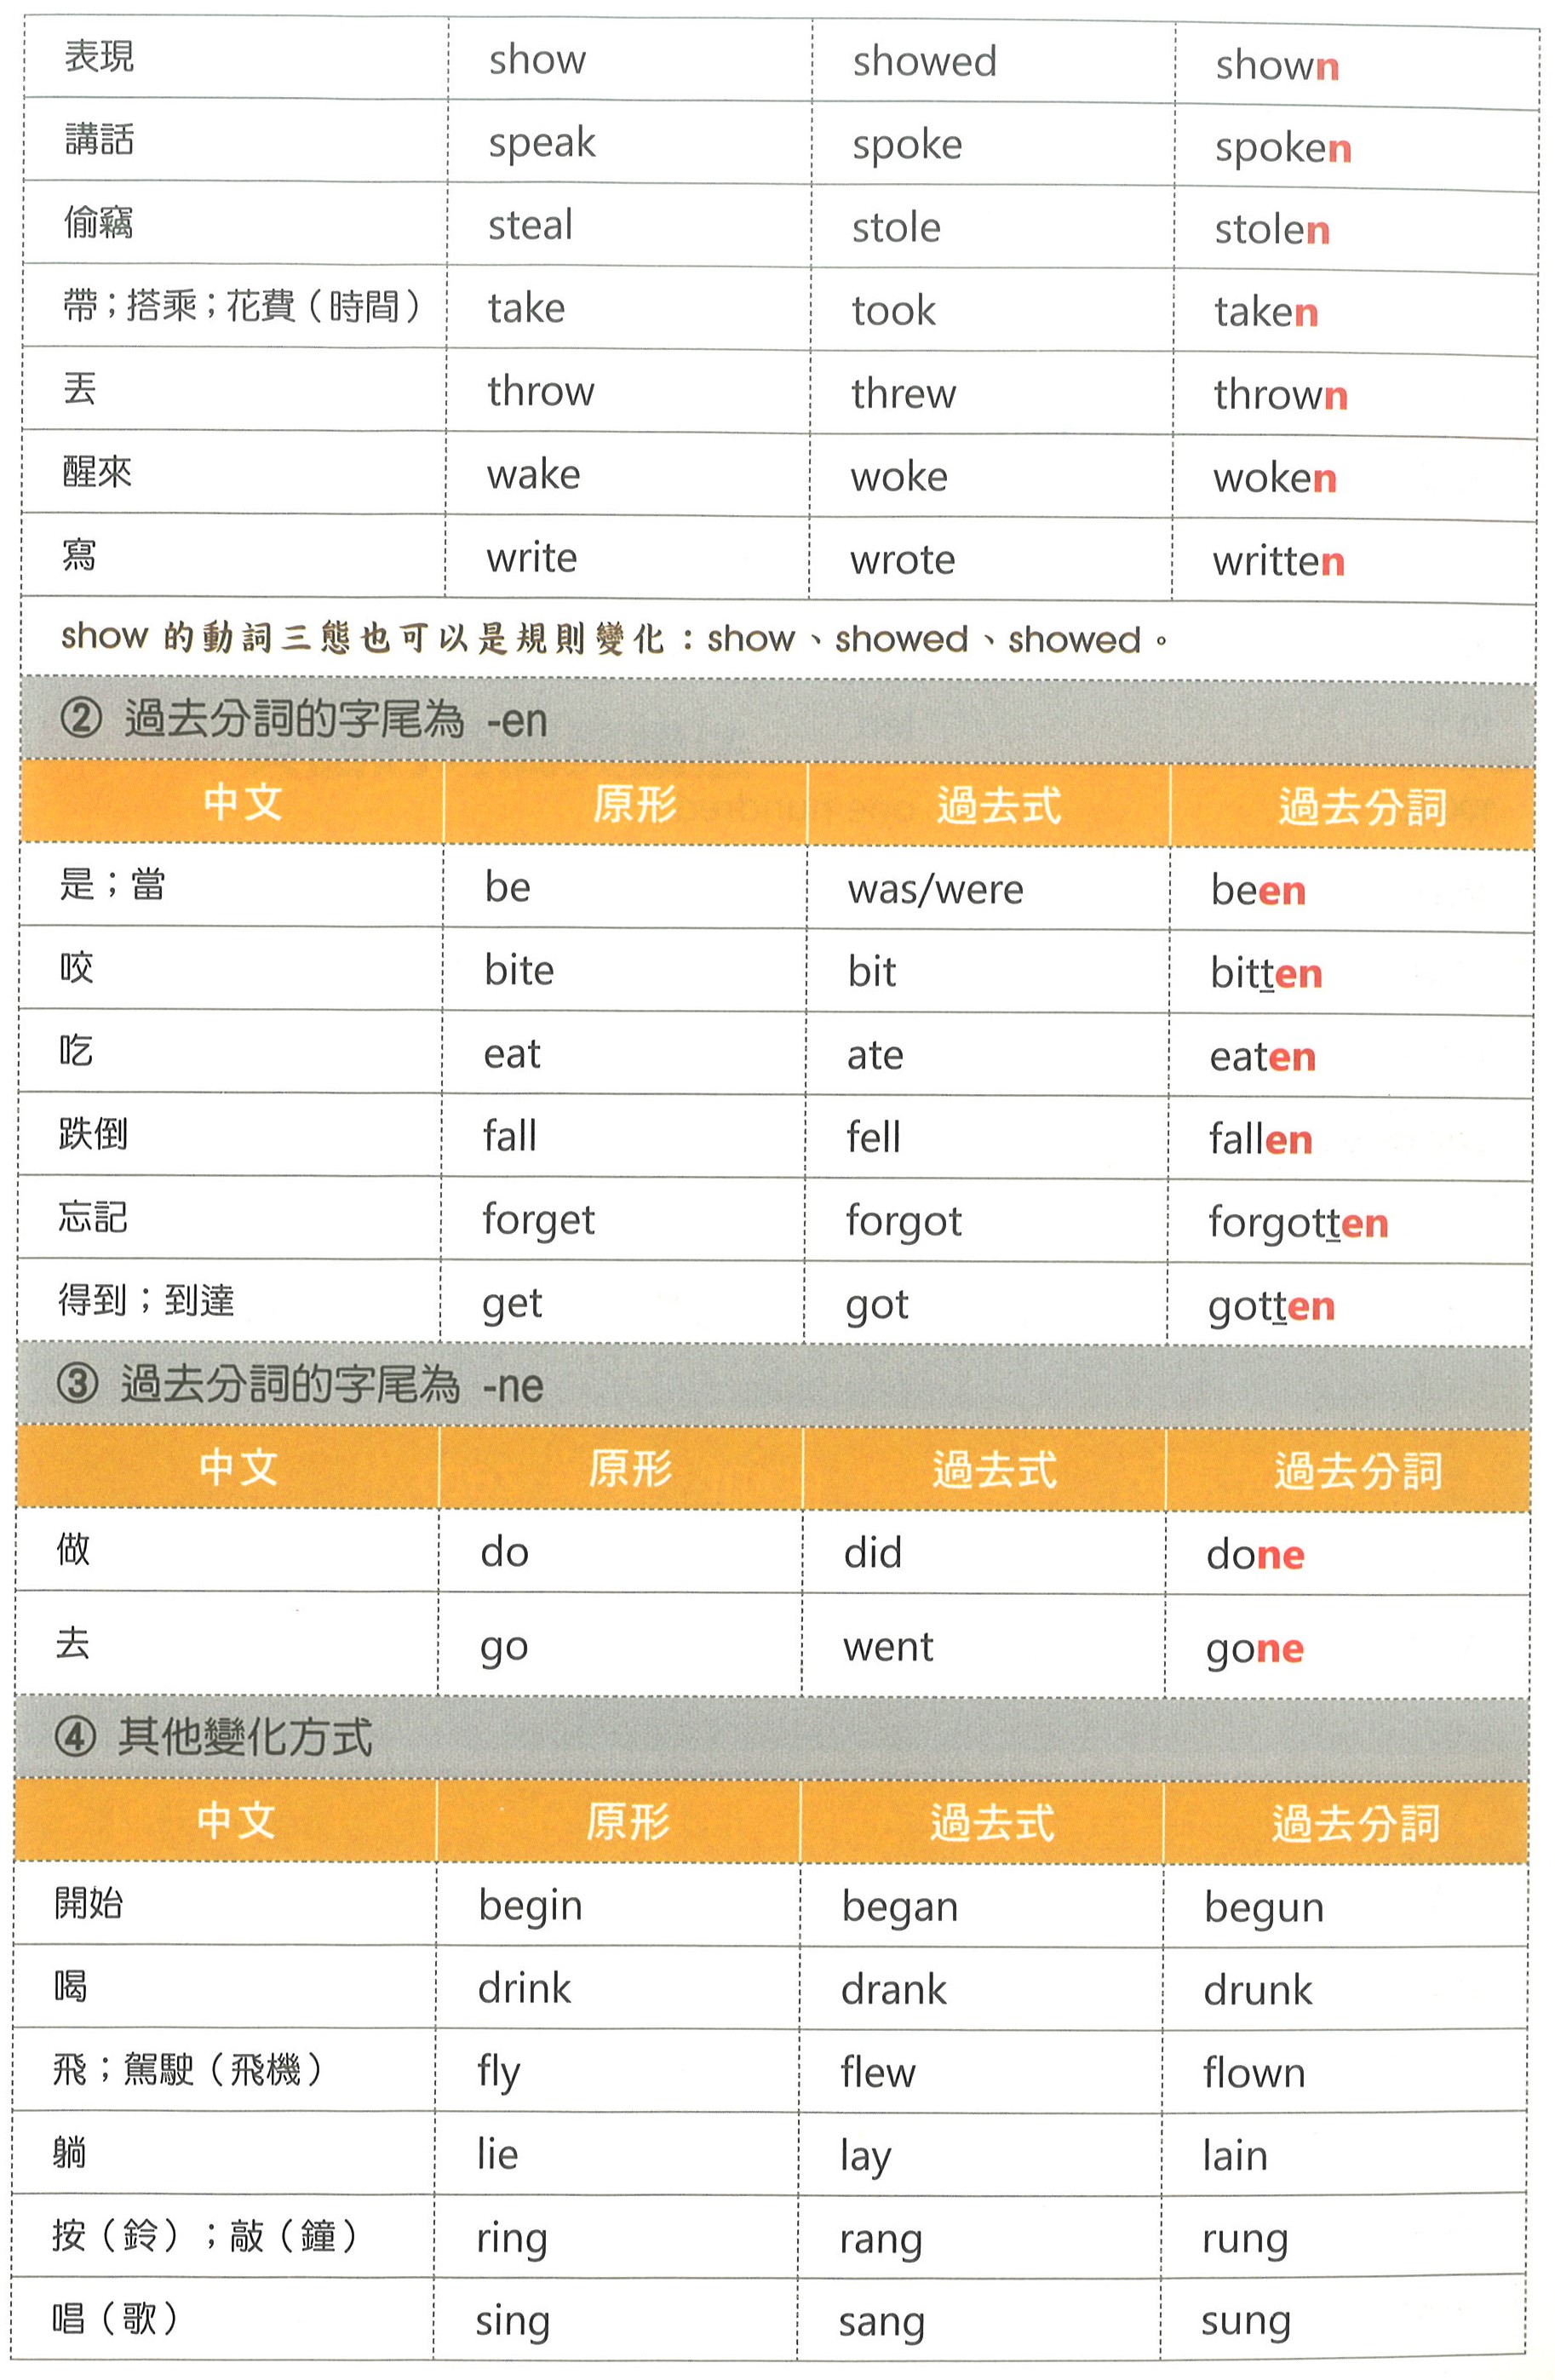 表現 show showed shown
講話 speak spoke spoken
偷竊 steal stole stolen
帶；搭乘；花費（時間） take took taken
丟 throw threw thrown
醒來 wake woke woken
寫 write wrote written
show 的動詞三態也可以是規則變化：show、showed、showed。
② 過去分詞的字尾為 -en
中文 原形 過去式 過去分詞
是；當 be was/were been
咬 bite bit bitten
吃 eat ate eaten
跌倒 fall fell fallen
忘記 forget forgot forgotten
得到；到達 get got gotten
③ 過去分詞的字尾為 -ne
中文 原形 過去式 過去分詞
做 do did done
去 go went gone
④ 其他變化方式
中文 原形 過去式 過去分詞
開始 begin began begun
喝 drink drank drunk
飛；駕駛（飛機） fly flew flown
躺 lie lay lain
按（鈴）；敲（鐘） ring rang rung
唱（歌） sing sang sung